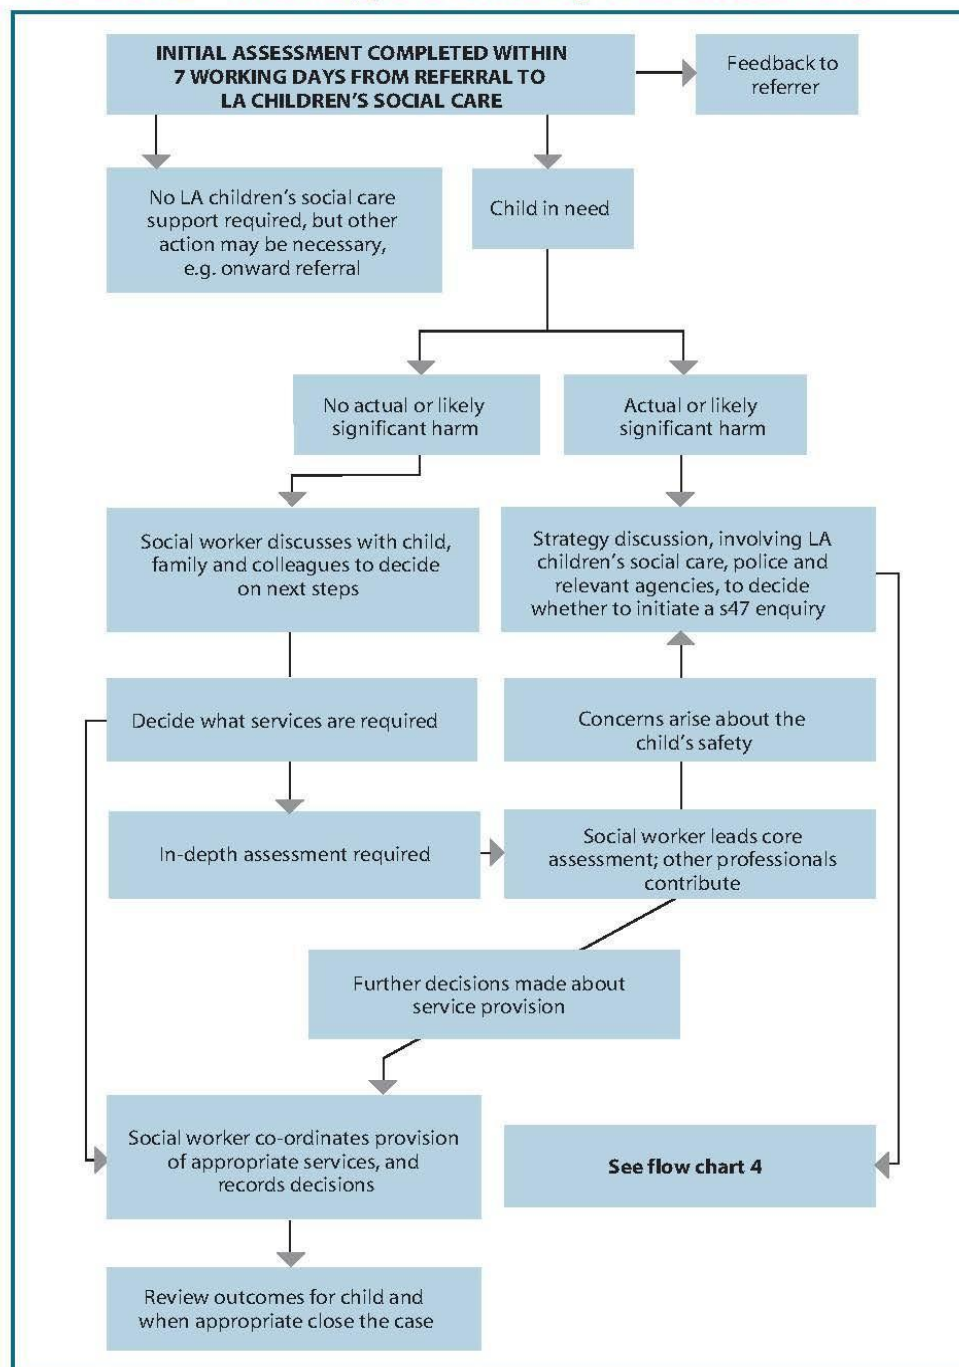 INITIAL ASSESSMENT COMPLETED WITHIN
7 WORKING DAYS FROM REFERRAL TO
LA CHILDREN'S SOCIAL CARE
Feedback to
referrer
No LA children's social care
support required, but other
action may be necessary,
e.g. onward referral
Child in need
No actual or likely
significant harm
Actual or likely
significant harm
Social worker discusses with child,
family and colleagues to decide
on next steps
Strategy discussion, involving LA
children's social care, police and
relevant agencies, to decide
whether to initiate a s47 enquiry
Decide what services are required
Concerns arise about the
child's safety
In-depth assessment required
Social worker leads core
assessment; other professionals
contribute
Further decisions made about
service provision
Social worker co-ordinates provision
of appropriate services, and
records decisions
See flow chart 4
Review outcomes for child and
when appropriate close the case